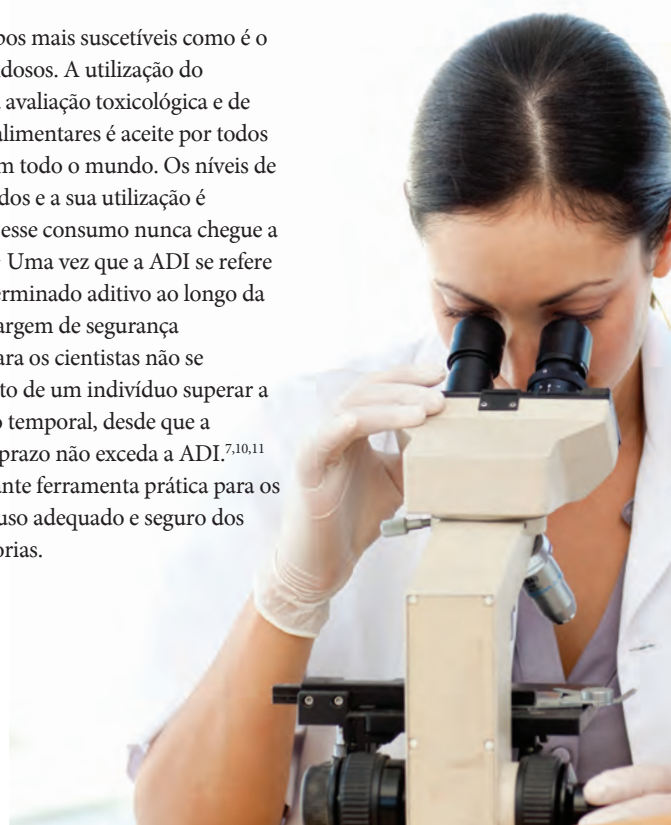 pos mais suscetíveis como é o
dosos. A utilização do
avaliação toxicológica e de
alimentares é aceite por todos
m todo o mundo. Os níveis de
dos e a sua utilização é
esse consumo nunca chegue a
Uma vez que a ADI se refere
erminado aditivo ao longo da
argem de segurança
ara os cientistas não se
to de um indivíduo superar a
o temporal, desde que a
prazo não exceda a ADI.7,10,11
ante ferramenta prática para os
uso adequado e seguro dos
orias.